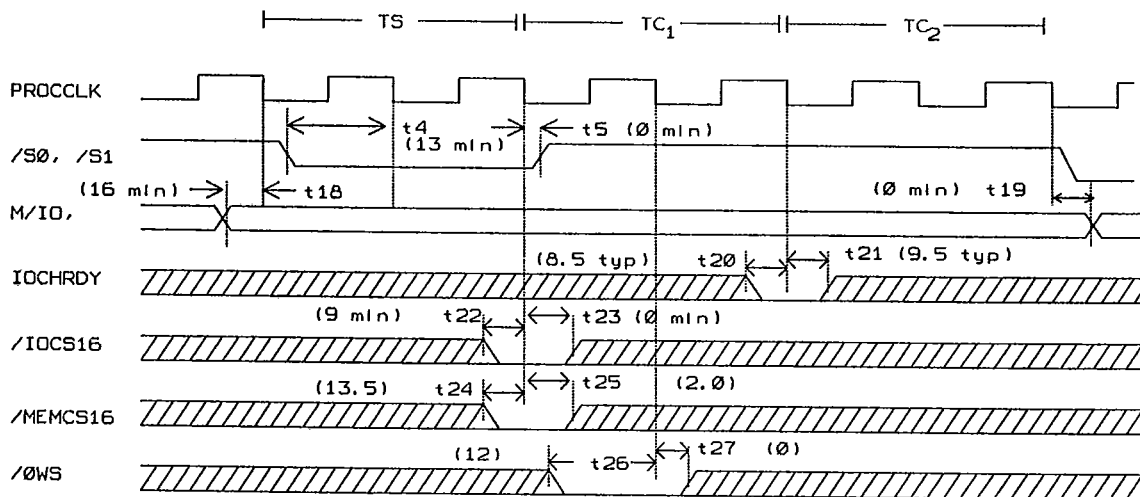 TS TC1 TC2
PROCCLK
t4 t5 (0 min)
(13 min)
/S0, /S1
(16 min) t18 (0 min) t19
M/IO,
(8.5 typ) t20 t21 (9.5 typ)
IOCHRDY
(9 min) t22 t23 (0 min)
/IOCS16
(13.5) t24 t25 (2.0)
/MEMCS16
(12) t26 t27 (0)
/0WS